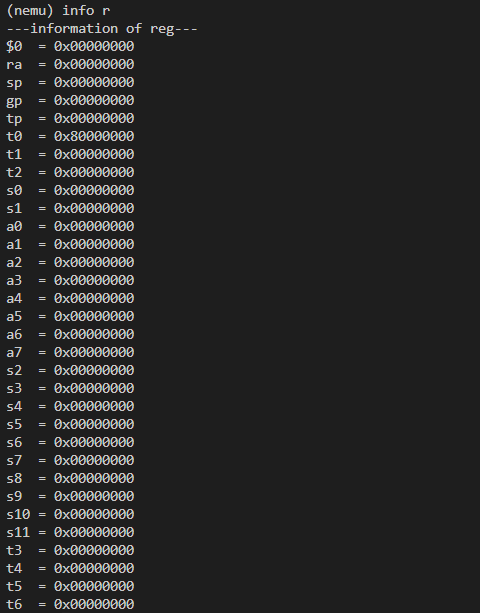 (nemu) info r
---information of reg---
$0  = 0x00000000
ra  = 0x00000000
sp  = 0x00000000
gp  = 0x00000000
tp  = 0x00000000
t0  = 0x80000000
t1  = 0x00000000
t2  = 0x00000000
s0  = 0x00000000
s1  = 0x00000000
a0  = 0x00000000
a1  = 0x00000000
a2  = 0x00000000
a3  = 0x00000000
a4  = 0x00000000
a5  = 0x00000000
a6  = 0x00000000
a7  = 0x00000000
s2  = 0x00000000
s3  = 0x00000000
s4  = 0x00000000
s5  = 0x00000000
s6  = 0x00000000
s7  = 0x00000000
s8  = 0x00000000
s9  = 0x00000000
s10 = 0x00000000
s11 = 0x00000000
t3  = 0x00000000
t4  = 0x00000000
t5  = 0x00000000
t6  = 0x00000000